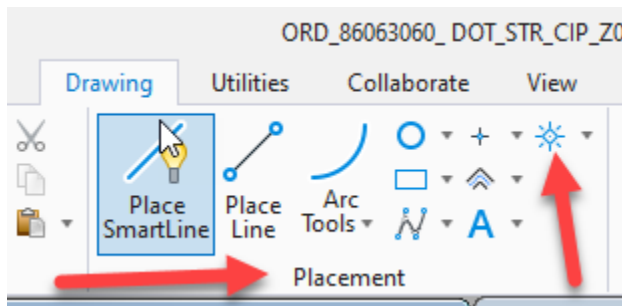 ORD_86063060_ DOT_STR_CIP_Z0
Drawing Utilities Collaborate View
Place SmartLine
Place Line
Arc Tools
A
Placement